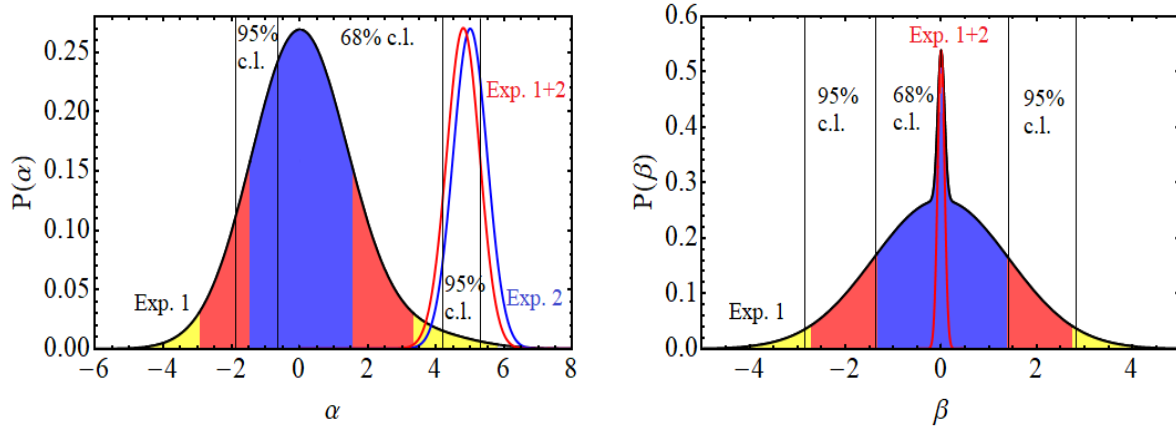 95%
c.l.
68% c.l.
Exp. 1+2
Exp. 1
95%
c.l.
Exp. 2
P(α)
0.25
0.20
0.15
0.10
0.05
0.00
−6
−4
−2
0
2
4
6
8
α
Exp. 1+2
95%
c.l.
68%
c.l.
95%
c.l.
Exp. 1
P(β)
0.6
0.5
0.4
0.3
0.2
0.1
0.0
−4
−2
0
2
4
β